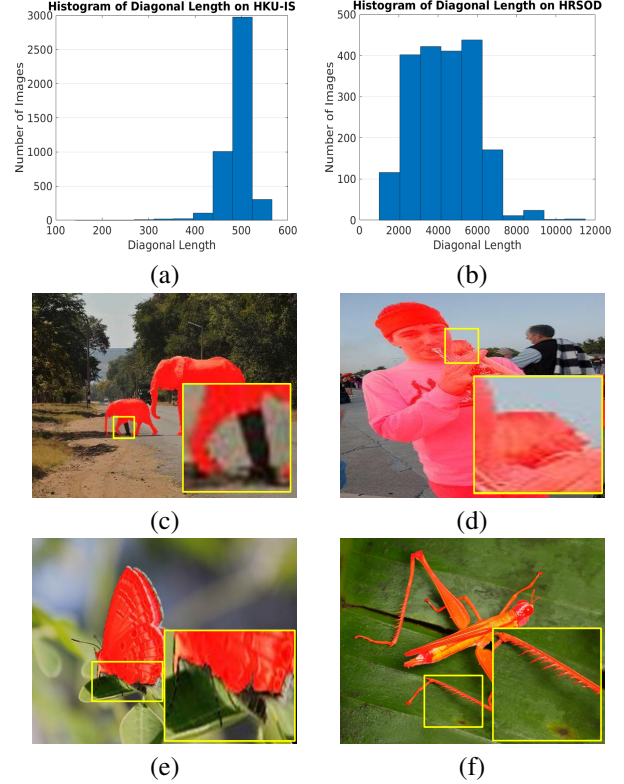 Histogram of Diagonal Length on HKU-IS
Number of Images
3000
2500
2000
1500
1000
500
0
100 200 300 400 500 600
Diagonal Length
(a)
Histogram of Diagonal Length on HRSOD
Number of Images
500
400
300
200
100
0
0 2000 4000 6000 8000 10000 12000
Diagonal Length
(b)
(c)
(d)
(e)
(f)